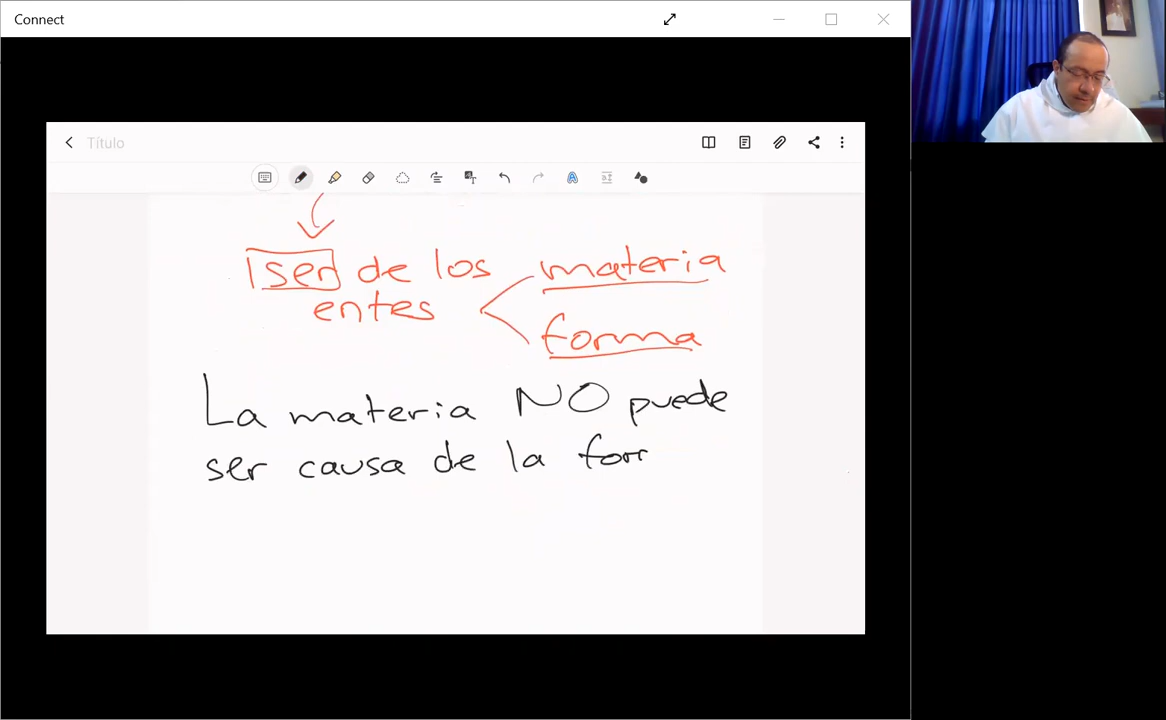 Connect
Título
ser de los
materia
entes
forma
La materia NO puede
ser causa de la forr